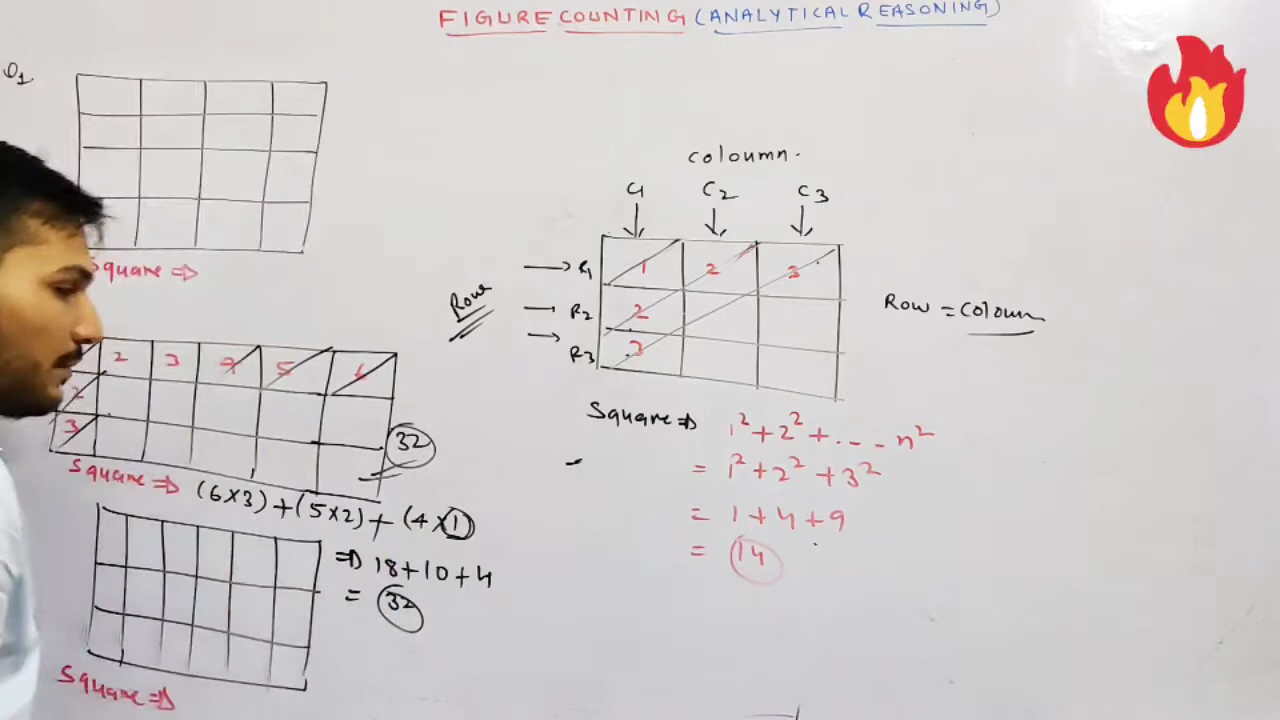 FIGURE COUNTING (ANALYTICAL REASONING)
Q1
Square ⇒
2 3 4 5 6
2
3
32
Square ⇒ (6×3)+(5×2)+(4×1)
⇒ 18+10+4
= 32
Square ⇒
coloumn.
C1 C2 C3
Row
R1 1 2 3
R2 2
R3 3
Row = coloumn
Square ⇒ 1²+2²+---n²
= 1²+2²+3²
= 1+4+9
= 14